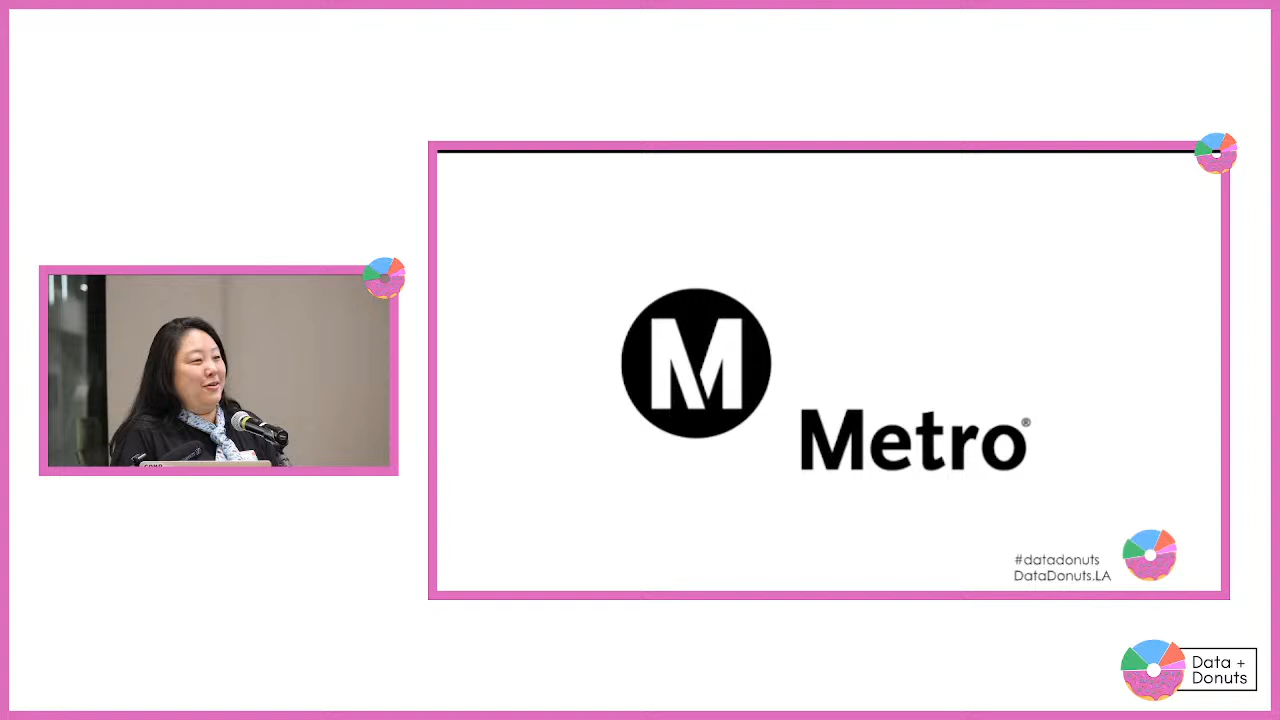 M
Metro®
#datadonuts
DataDonuts.LA
Data +
Donuts